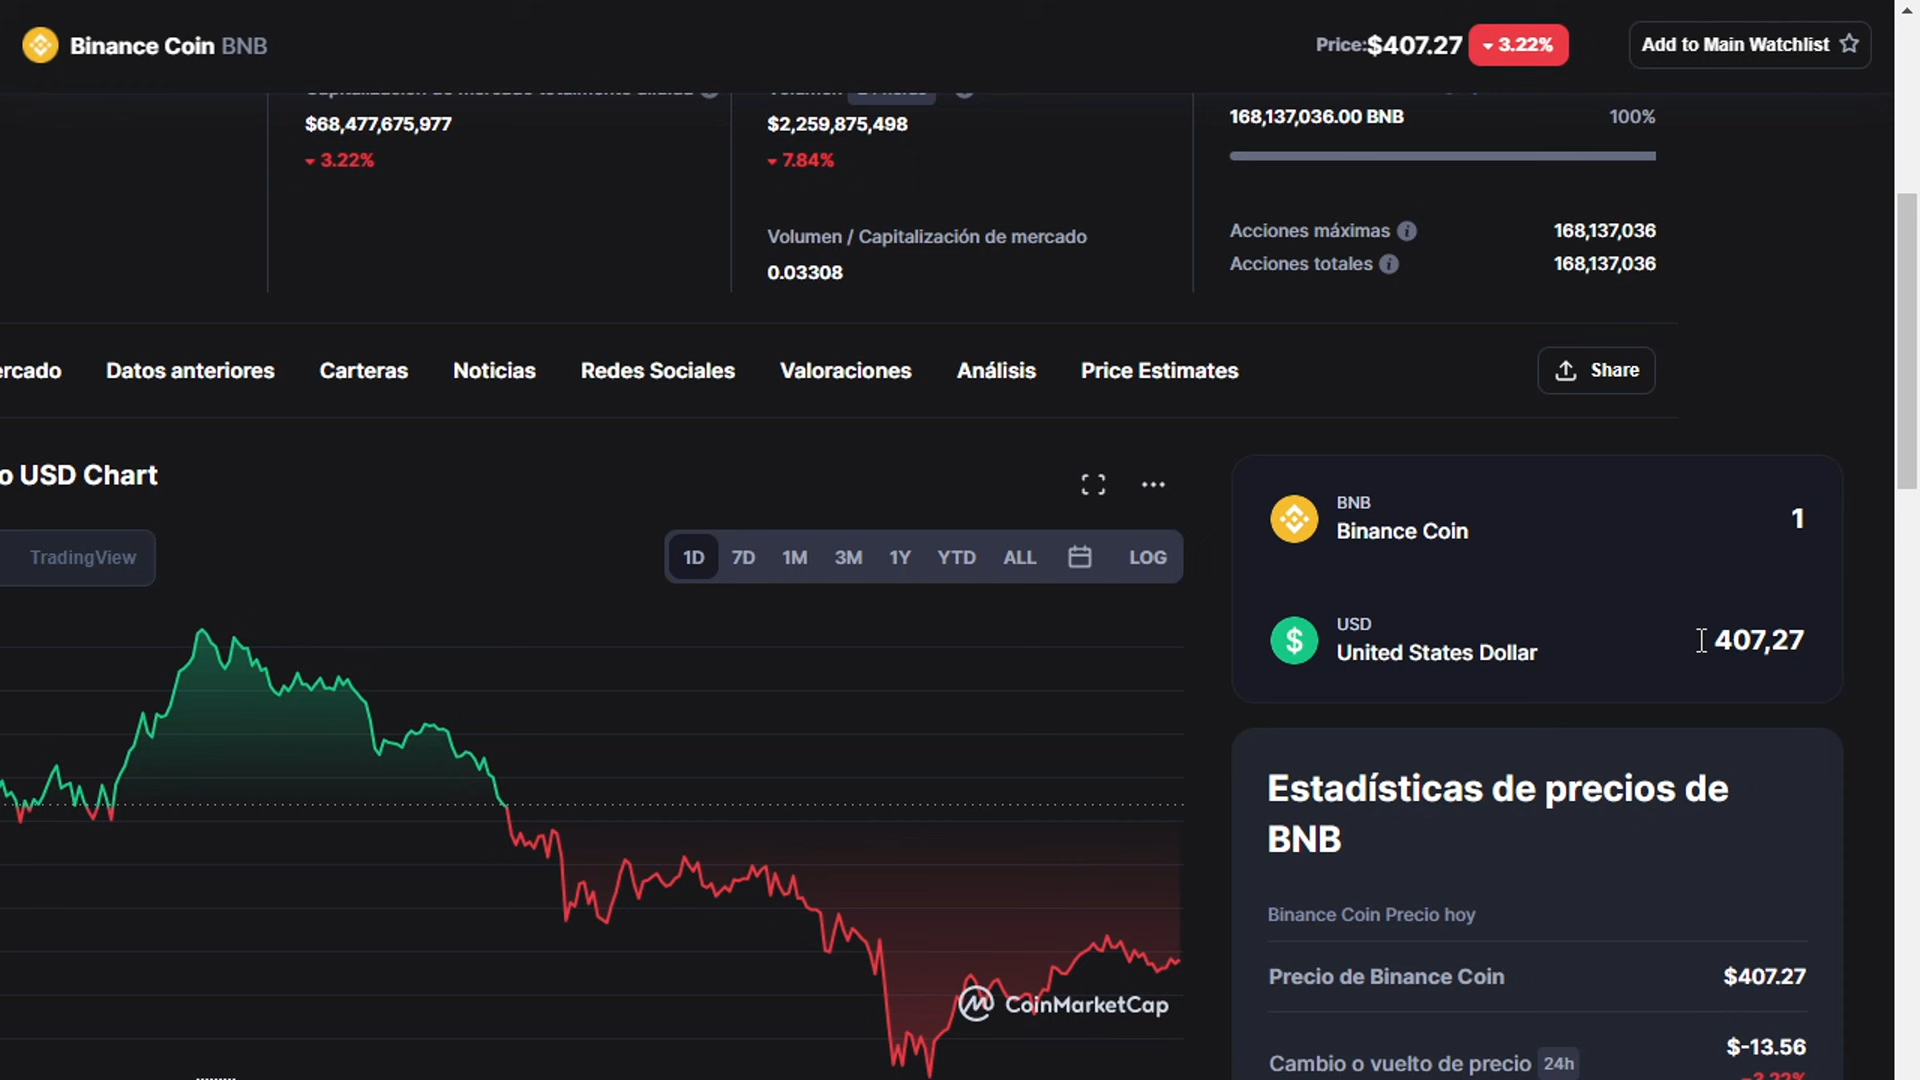 Binance Coin BNB
Price:$407.27 3.22%
Add to Main Watchlist
$68,477,675,977
3.22%
$2,259,875,498
7.84%
Volumen / Capitalización de mercado
0.03308
168,137,036.00 BNB 100%
Acciones máximas 168,137,036
Acciones totales 168,137,036
ercado Datos anteriores Carteras Noticias Redes Sociales Valoraciones Análisis Price Estimates
Share
o USD Chart
TradingView
1D 7D 1M 3M 1Y YTD ALL LOG
CoinMarketCap
BNB
Binance Coin 1
USD
United States Dollar 407,27
Estadísticas de precios de
BNB
Binance Coin Precio hoy
Precio de Binance Coin $407.27
$-13.56
Cambio o vuelto de precio 24h